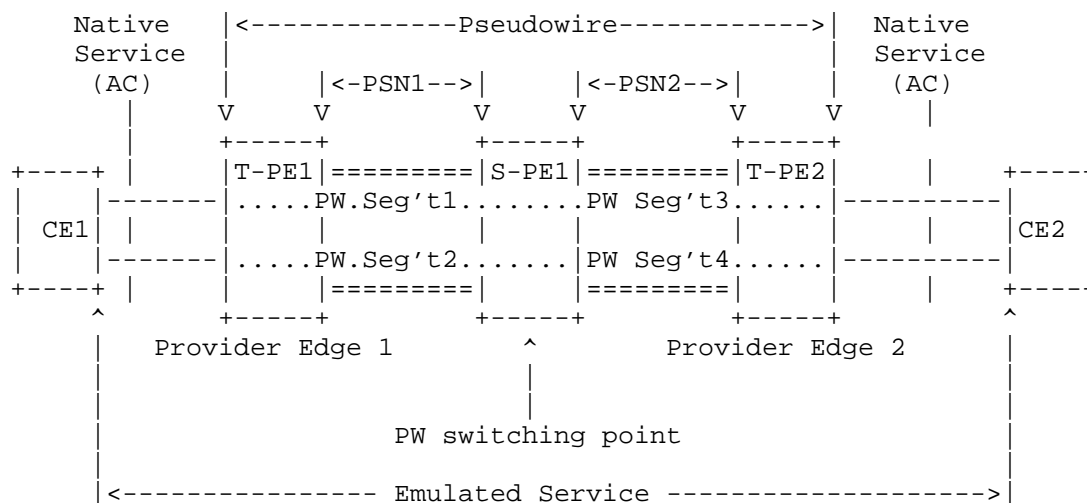 Native |<------------Pseudowire------------>| Native
Service | | Service
(AC) | |<-PSN1-->| |<-PSN2-->| | (AC)
| V V V V V V |
| +-----+ +-----+ +-----+ |
+----+ | |T-PE1|=========|S-PE1|=========|T-PE2| | +-----
| |-------|.....PW.Seg't1........PW Seg't3......|----------|
| CE1| | | | | | | | | |CE2
| |-------|.....PW.Seg't2.......|PW Seg't4......|----------|
+----+ | | |=========| |=========| | | +-----
^ +-----+ +-----+ +-----+ ^
| Provider Edge 1 ^ Provider Edge 2 |
| | |
| | |
| PW switching point |
| |
|<---------------- Emulated Service -------------------->|